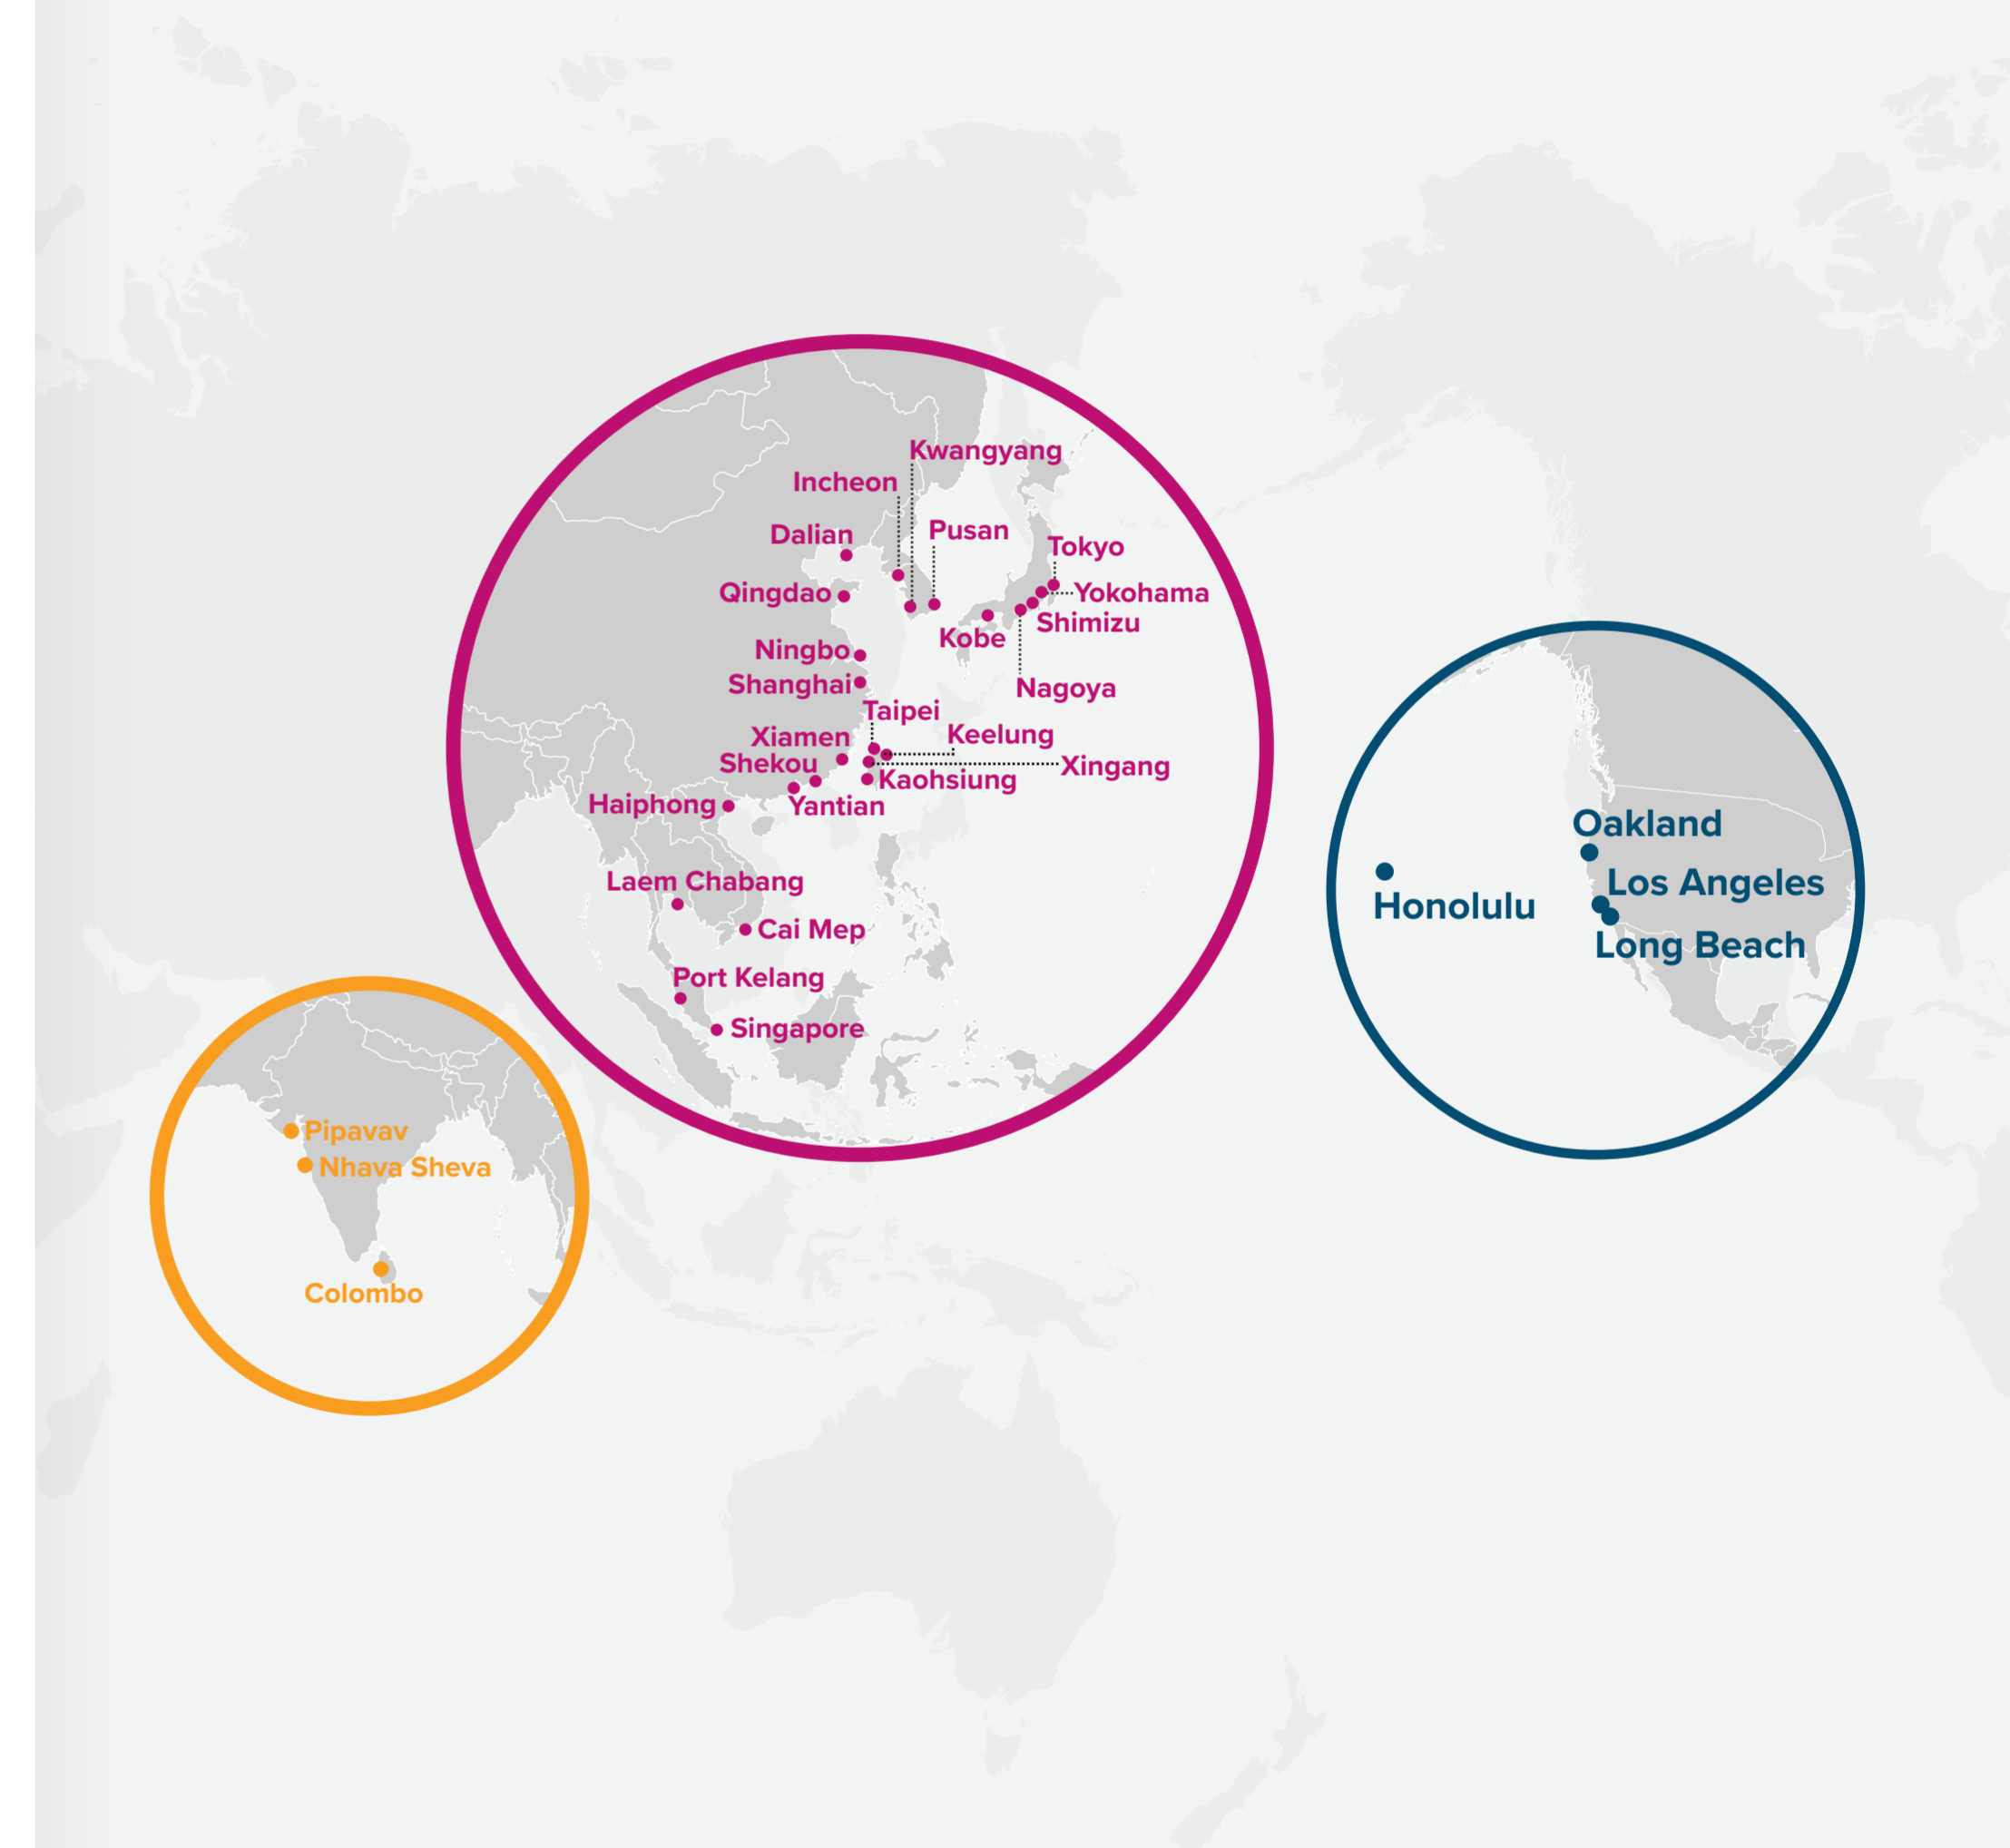 Kwangyang
Incheon
Pusan
Dalian
Tokyo
Qingdao
Yokohama
Shimizu
Kobe
Ningbo
Shanghai
Nagoya
Taipei
Xiamen
Keelung
Shekou
Xingang
Kaohsiung
Haiphong
Yantian
Laem Chabang
Cai Mep
Port Kelang
Singapore
Oakland
Los Angeles
Honolulu
Long Beach
Pipavav
Nhava Sheva
Colombo